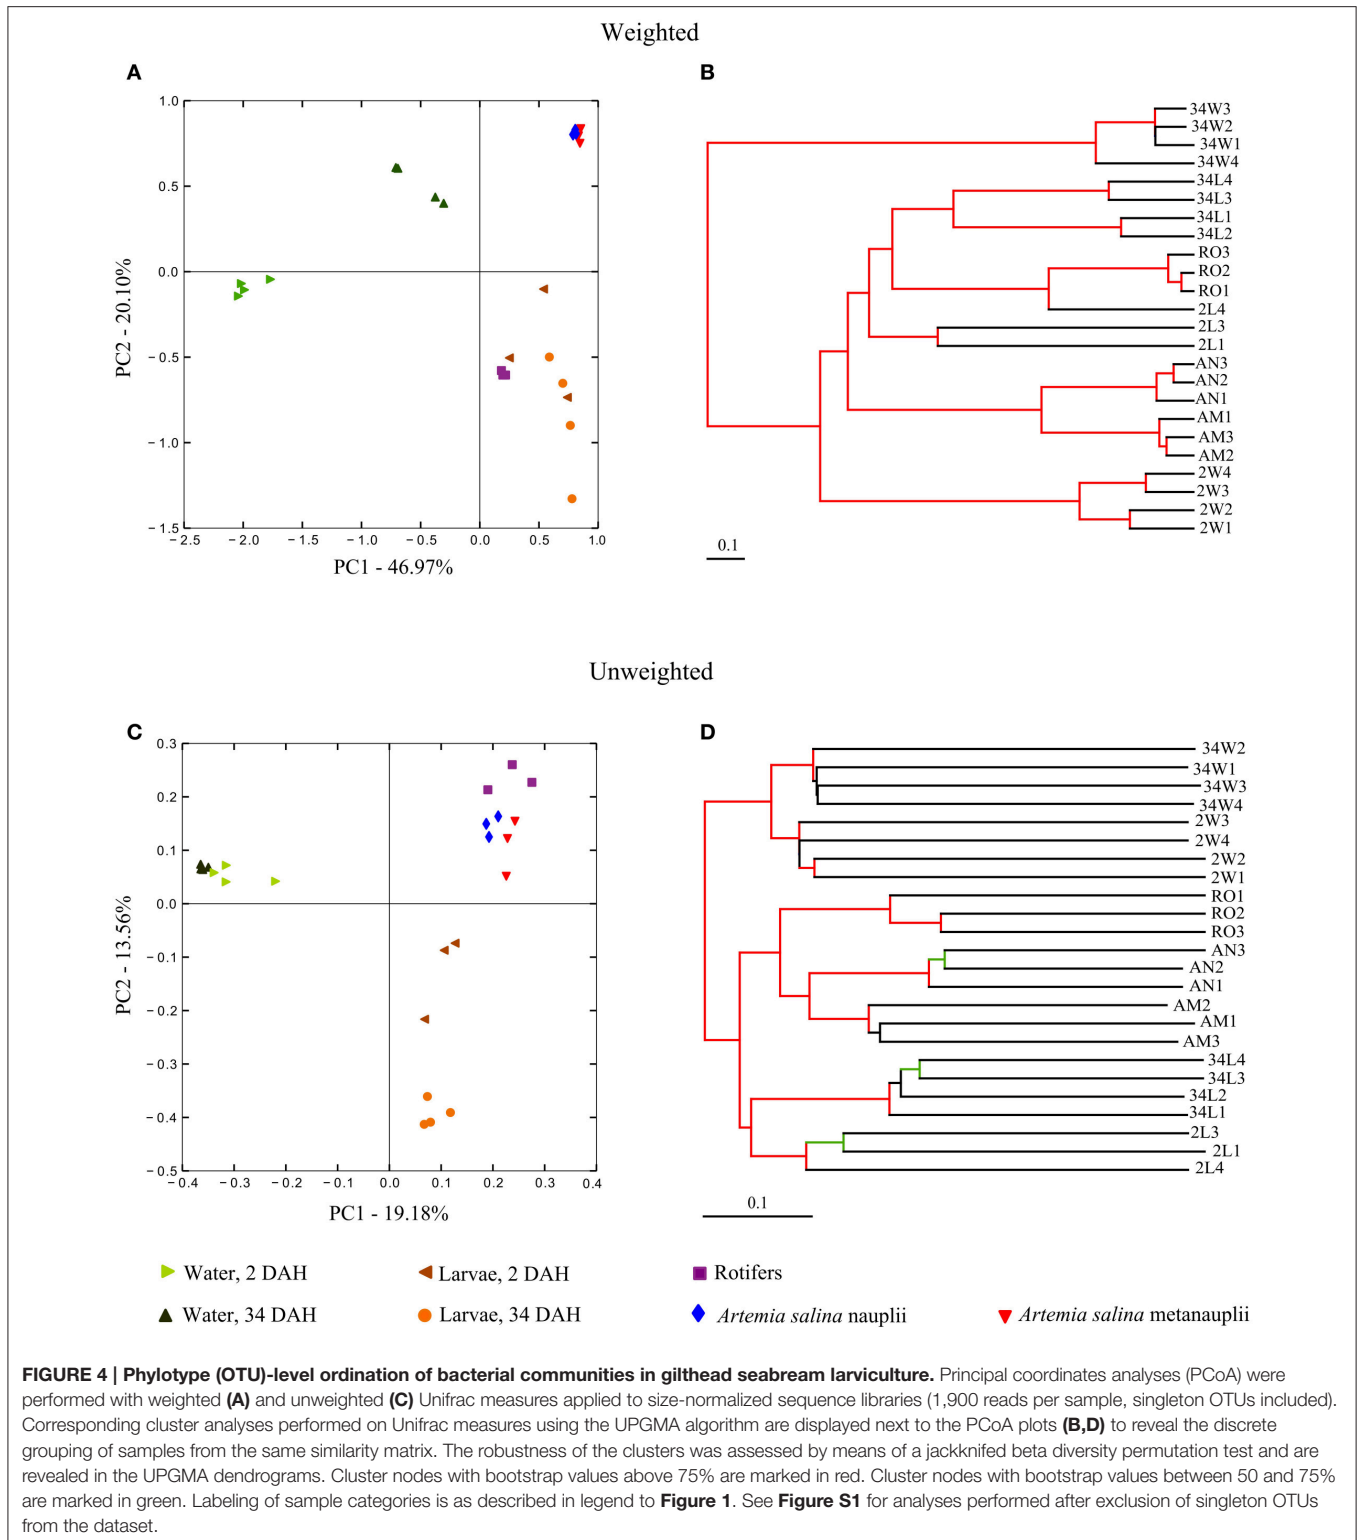 Weighted
A
1.0
0.5
0.0
−0.5
−1.0
−1.5
−2.5 −2.0 −1.5 −1.0 −0.5 0.0 0.5 1.0
PC2 - 20.10%
PC1 - 46.97%
B
34W3
34W2
34W1
34W4
34L4
34L3
34L1
34L2
RO3
RO2
RO1
2L4
2L3
2L1
AN3
AN2
AN1
AM1
AM3
AM2
2W4
2W3
2W2
2W1
0.1
Unweighted
C
0.3
0.2
0.1
0.0
−0.1
−0.2
−0.3
−0.4
−0.5
−0.4 −0.3 −0.2 −0.1 0.0 0.1 0.2 0.3 0.4
PC2 - 13.56%
PC1 - 19.18%
D
34W2
34W1
34W3
34W4
2W3
2W4
2W2
2W1
RO1
RO2
RO3
AN3
AN2
AN1
AM2
AM1
AM3
34L4
34L3
34L2
34L1
2L3
2L1
2L4
0.1
Water, 2 DAH
Larvae, 2 DAH
Rotifers
Water, 34 DAH
Larvae, 34 DAH
Artemia salina nauplii
Artemia salina metanauplii
FIGURE 4 | Phylotype (OTU)-level ordination of bacterial communities in gilthead seabream larviculture. Principal coordinates analyses (PCoA) were
performed with weighted (A) and unweighted (C) Unifrac measures applied to size-normalized sequence libraries (1,900 reads per sample, singleton OTUs included).
Corresponding cluster analyses performed on Unifrac measures using the UPGMA algorithm are displayed next to the PCoA plots (B,D) to reveal the discrete
grouping of samples from the same similarity matrix. The robustness of the clusters was assessed by means of a jackknifed beta diversity permutation test and are
revealed in the UPGMA dendrograms. Cluster nodes with bootstrap values above 75% are marked in red. Cluster nodes with bootstrap values between 50 and 75%
are marked in green. Labeling of sample categories is as described in legend to Figure 1. See Figure S1 for analyses performed after exclusion of singleton OTUs
from the dataset.